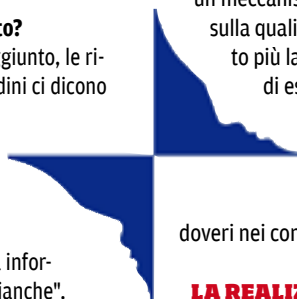 to?
giunto, le ri-
dini ci dicono
infor-
ianche".
un meccanis
sulla quali
to più la
di es
doveri nei con
LA REALIZ